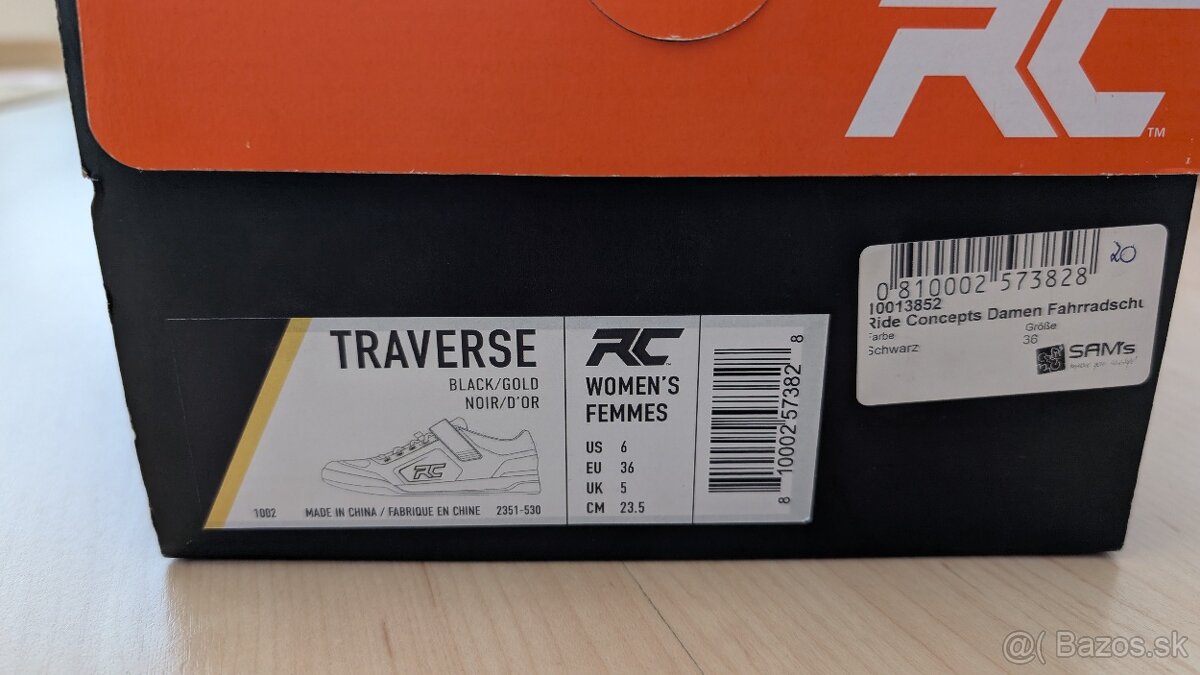 RC™
20
0 810002 573828
10013852
Ride Concepts Damen Fahrradschu
Farbe
Größe
Schwarz
36
SAM's
TRAVERSE
BLACK/GOLD
NOIR/D'OR
RC
1002
MADE IN CHINA / FABRIQUE EN CHINE
2351-530
RC™
WOMEN'S
FEMMES
US 6
EU 36
UK 5
CM 23.5
8 10002 57382 8
@( Bazos.sk